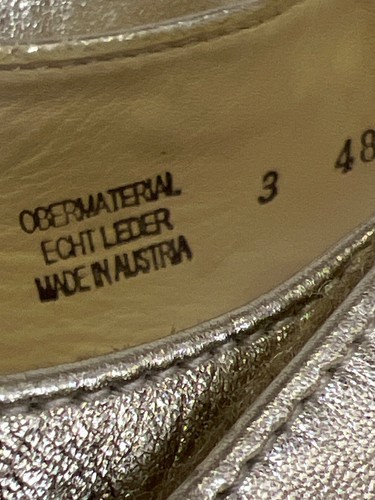 OBERMATERIAL
ECHT LEDER
MADE IN AUSTRIA
3
48